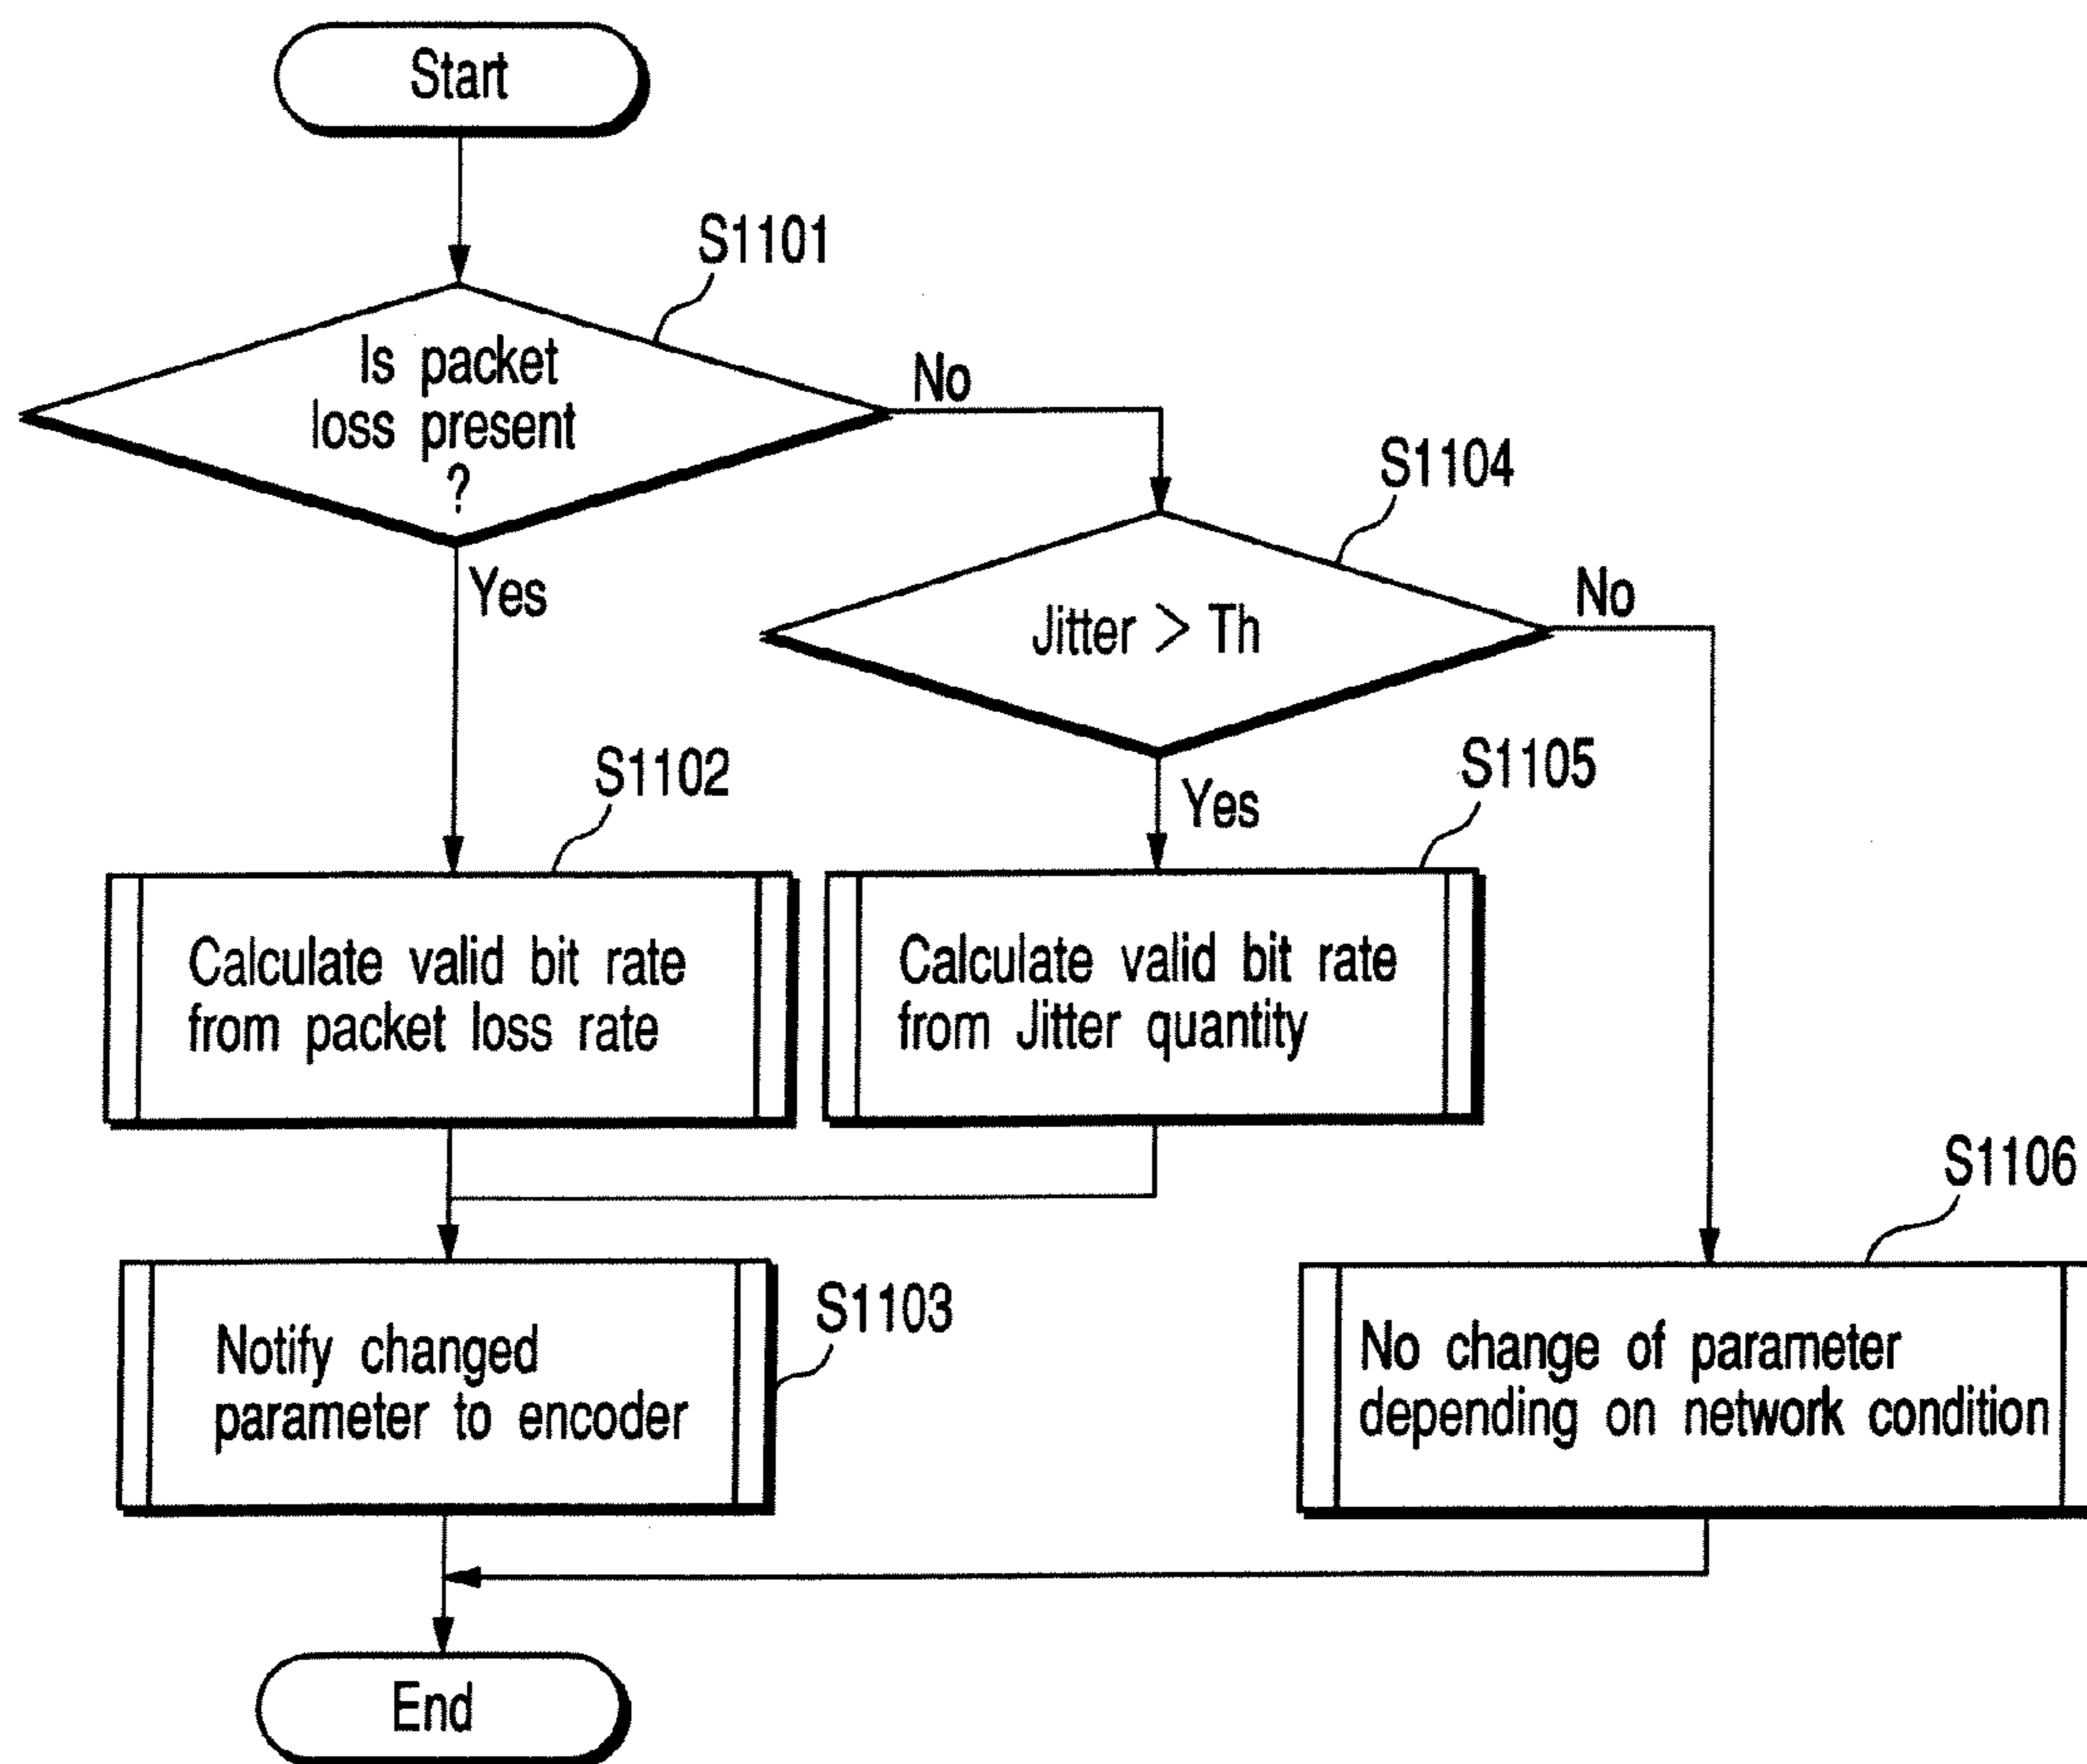 Start
S1101
Is packet
loss present
?
No
Yes
S1104
Jitter > Th
No
Yes
S1102
Calculate valid bit rate
from packet loss rate
S1105
Calculate valid bit rate
from Jitter quantity
S1103
Notify changed
parameter to encoder
S1106
No change of parameter
depending on network condition
End